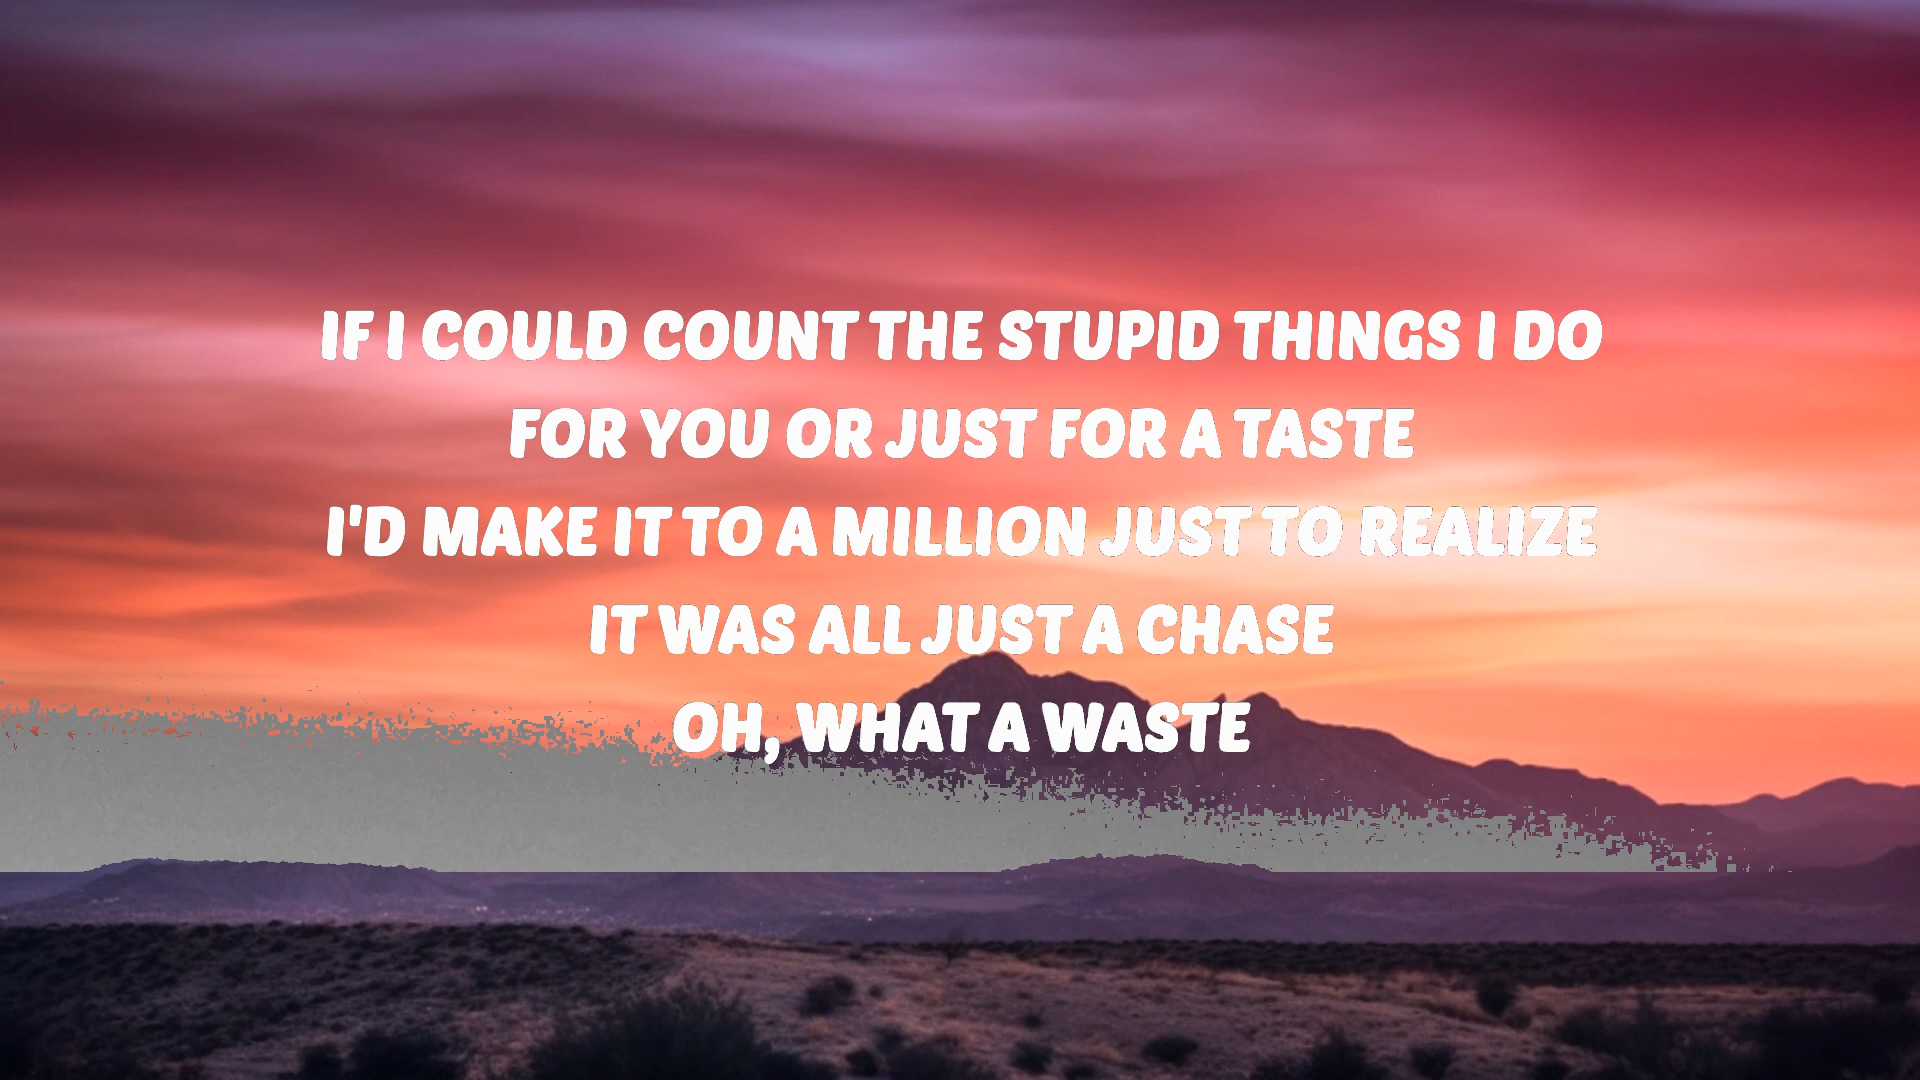 IF I COULD COUNT THE STUPID THINGS I DO
FOR YOU OR JUST FOR A TASTE
I'D MAKE IT TO A MILLION JUST TO REALIZE
IT WAS ALL JUST A CHASE
OH, WHAT A WASTE